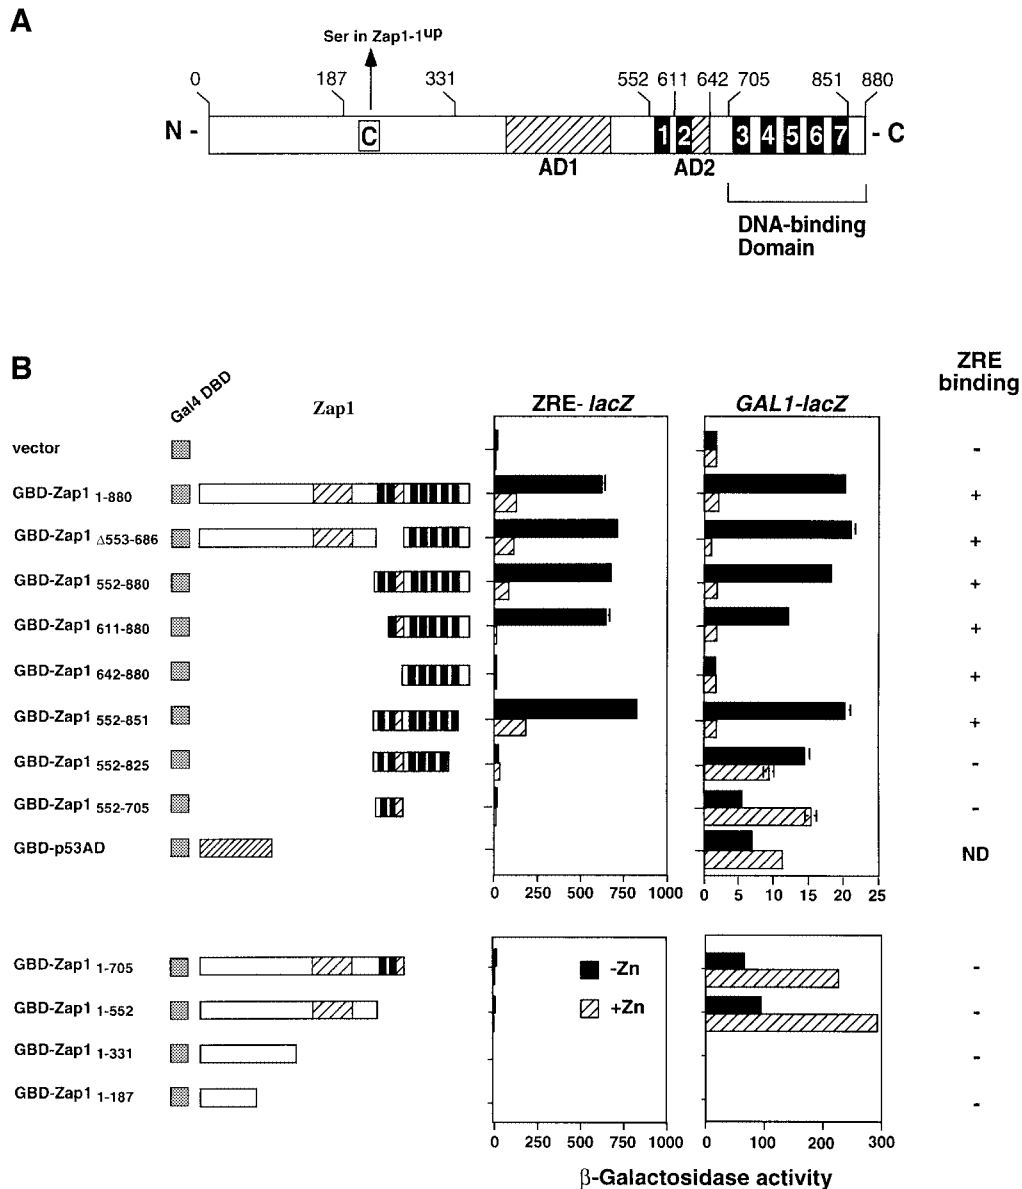 A
Ser in Zap1-1up
0 187 331 552 611 642 705 851 880
N - C 1 2 3 4 5 6 7 - C
AD1 AD2
DNA-binding
Domain
B
ZRE
binding
Gal4 DBD
Zap1
ZRE- lacZ
GAL1-lacZ
vector -
GBD-Zap1 1-880 +
GBD-Zap1 Δ553-686 +
GBD-Zap1 552-880 +
GBD-Zap1 611-880 +
GBD-Zap1 642-880 +
GBD-Zap1 552-851 +
GBD-Zap1 552-825 -
GBD-Zap1 552-705 -
GBD-p53AD ND
0 250 500 750 1000 0 5 10 15 20 25
GBD-Zap1 1-705 -Zn -
GBD-Zap1 1-552 +Zn -
GBD-Zap1 1-331 -
GBD-Zap1 1-187 -
0 250 500 750 1000 0 100 200 300
β-Galactosidase activity